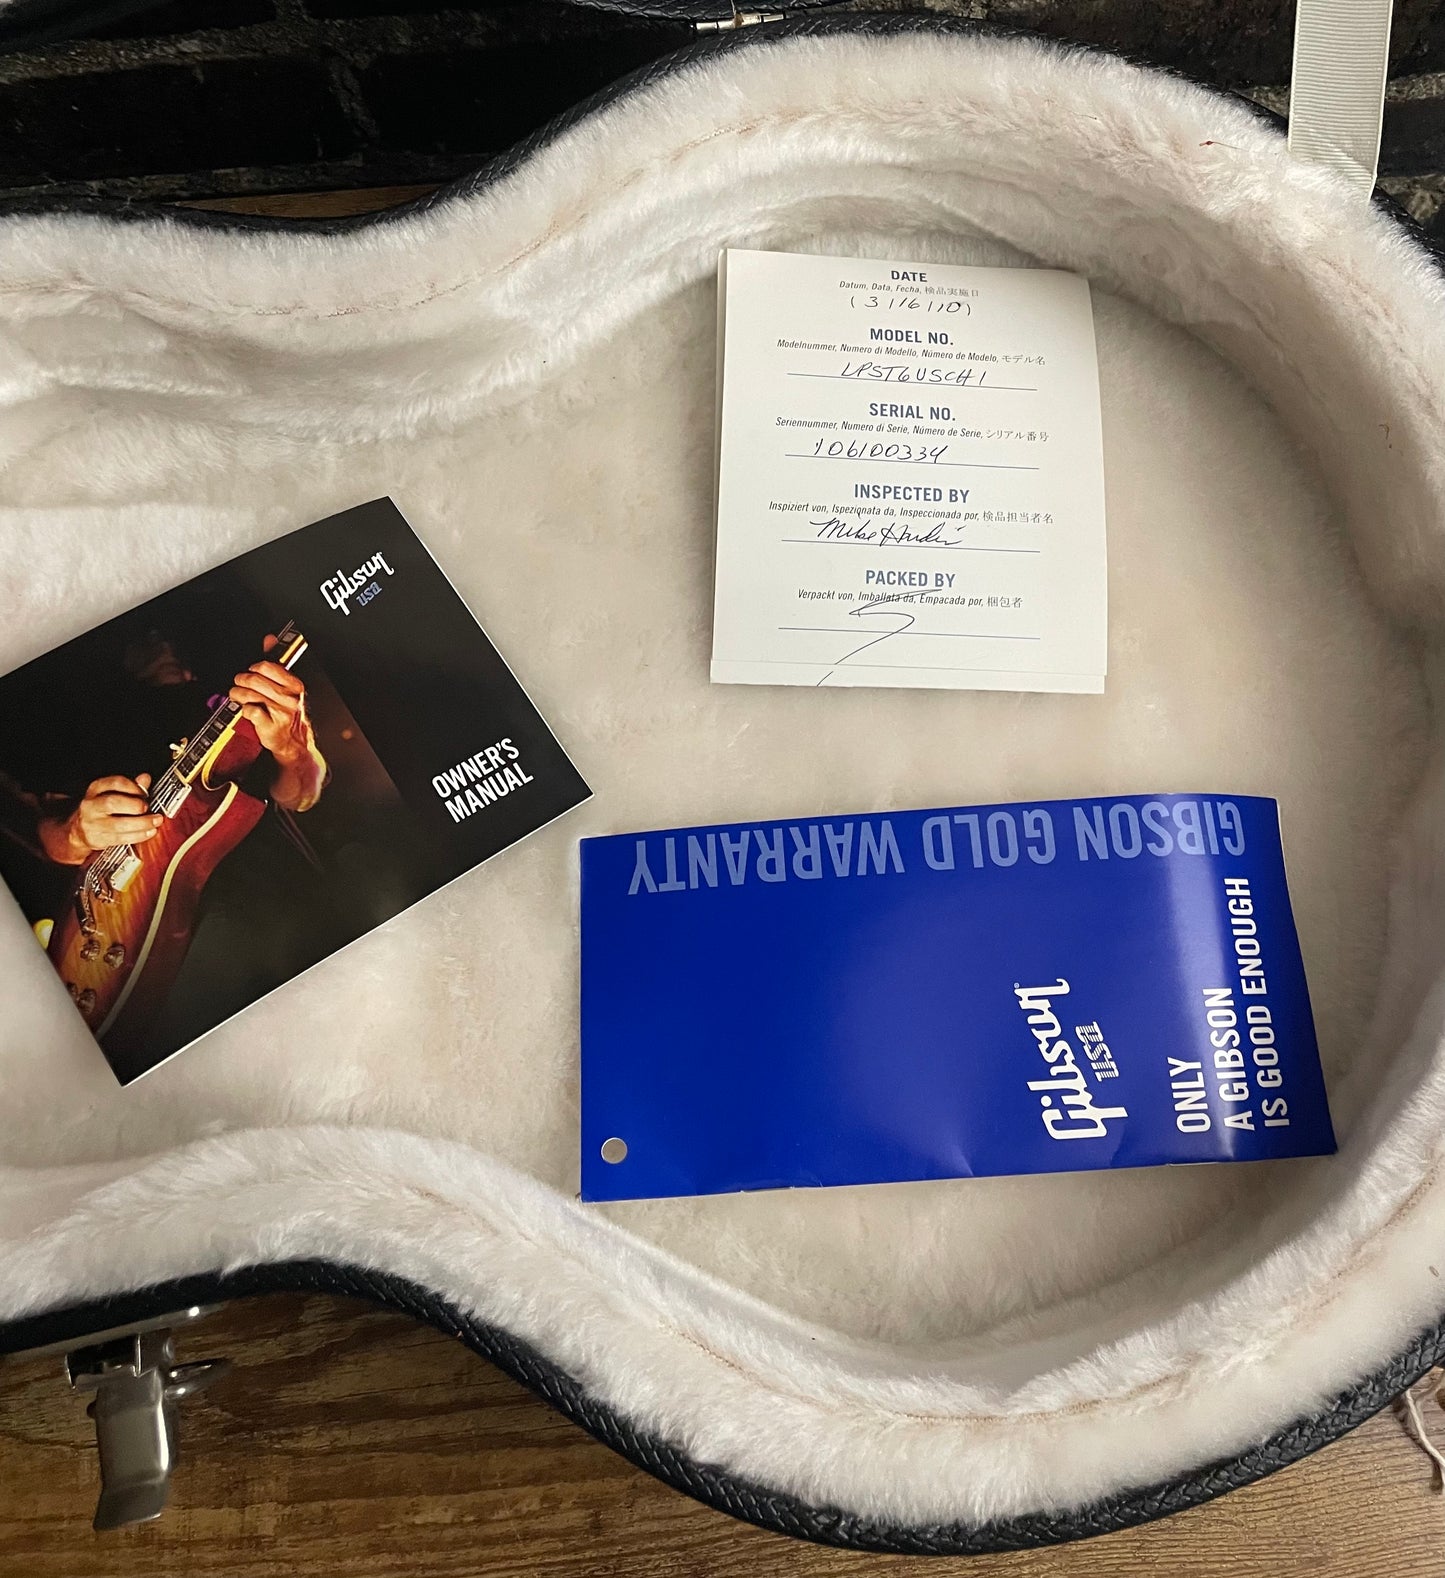 DATE
Datum, Data, Fecha, 検品実施日
(3/16/10)
MODEL NO.
Modelnummer, Numero di Modello, Número de Modelo, モデル名
LPST6USCH1
SERIAL NO.
Seriennummer, Numero di Serie, Número de Serie, シリアル番号
106100334
INSPECTED BY
Inspiziert von, Ispezionata da, Inspeccionada por, 検品担当者名
Mike
PACKED BY
Verpackt von, Imballata da, Empacada por, 梱包者
Gibson
USA
OWNER'S
MANUAL
GIBSON GOLD WARRANTY
Gibson
USA
ONLY
A GIBSON
IS GOOD ENOUGH